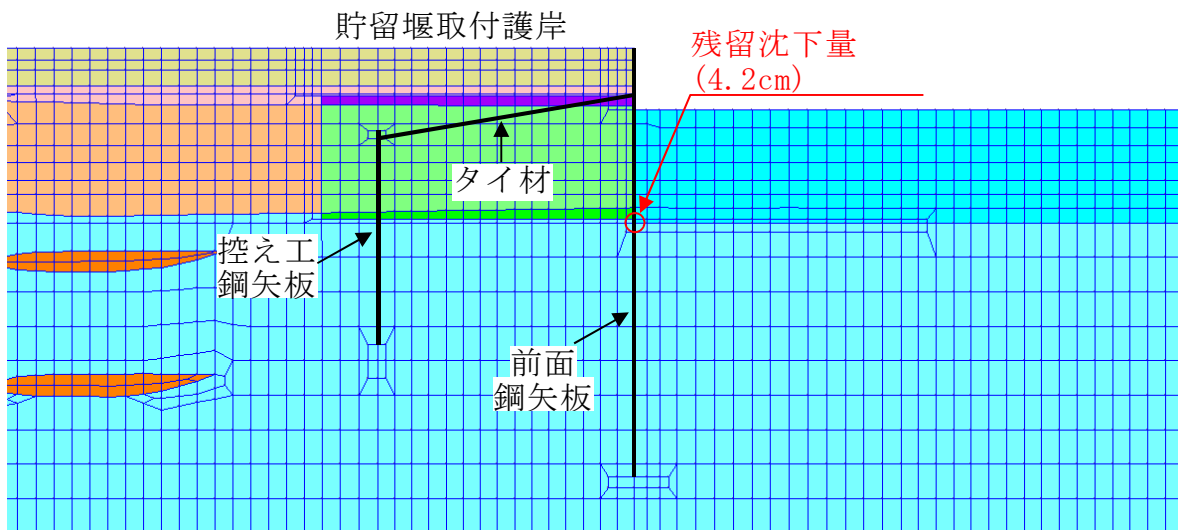 貯留堰取付護岸
残留沈下量
(4.2cm)
タイ材
控え工
鋼矢板
前面
鋼矢板